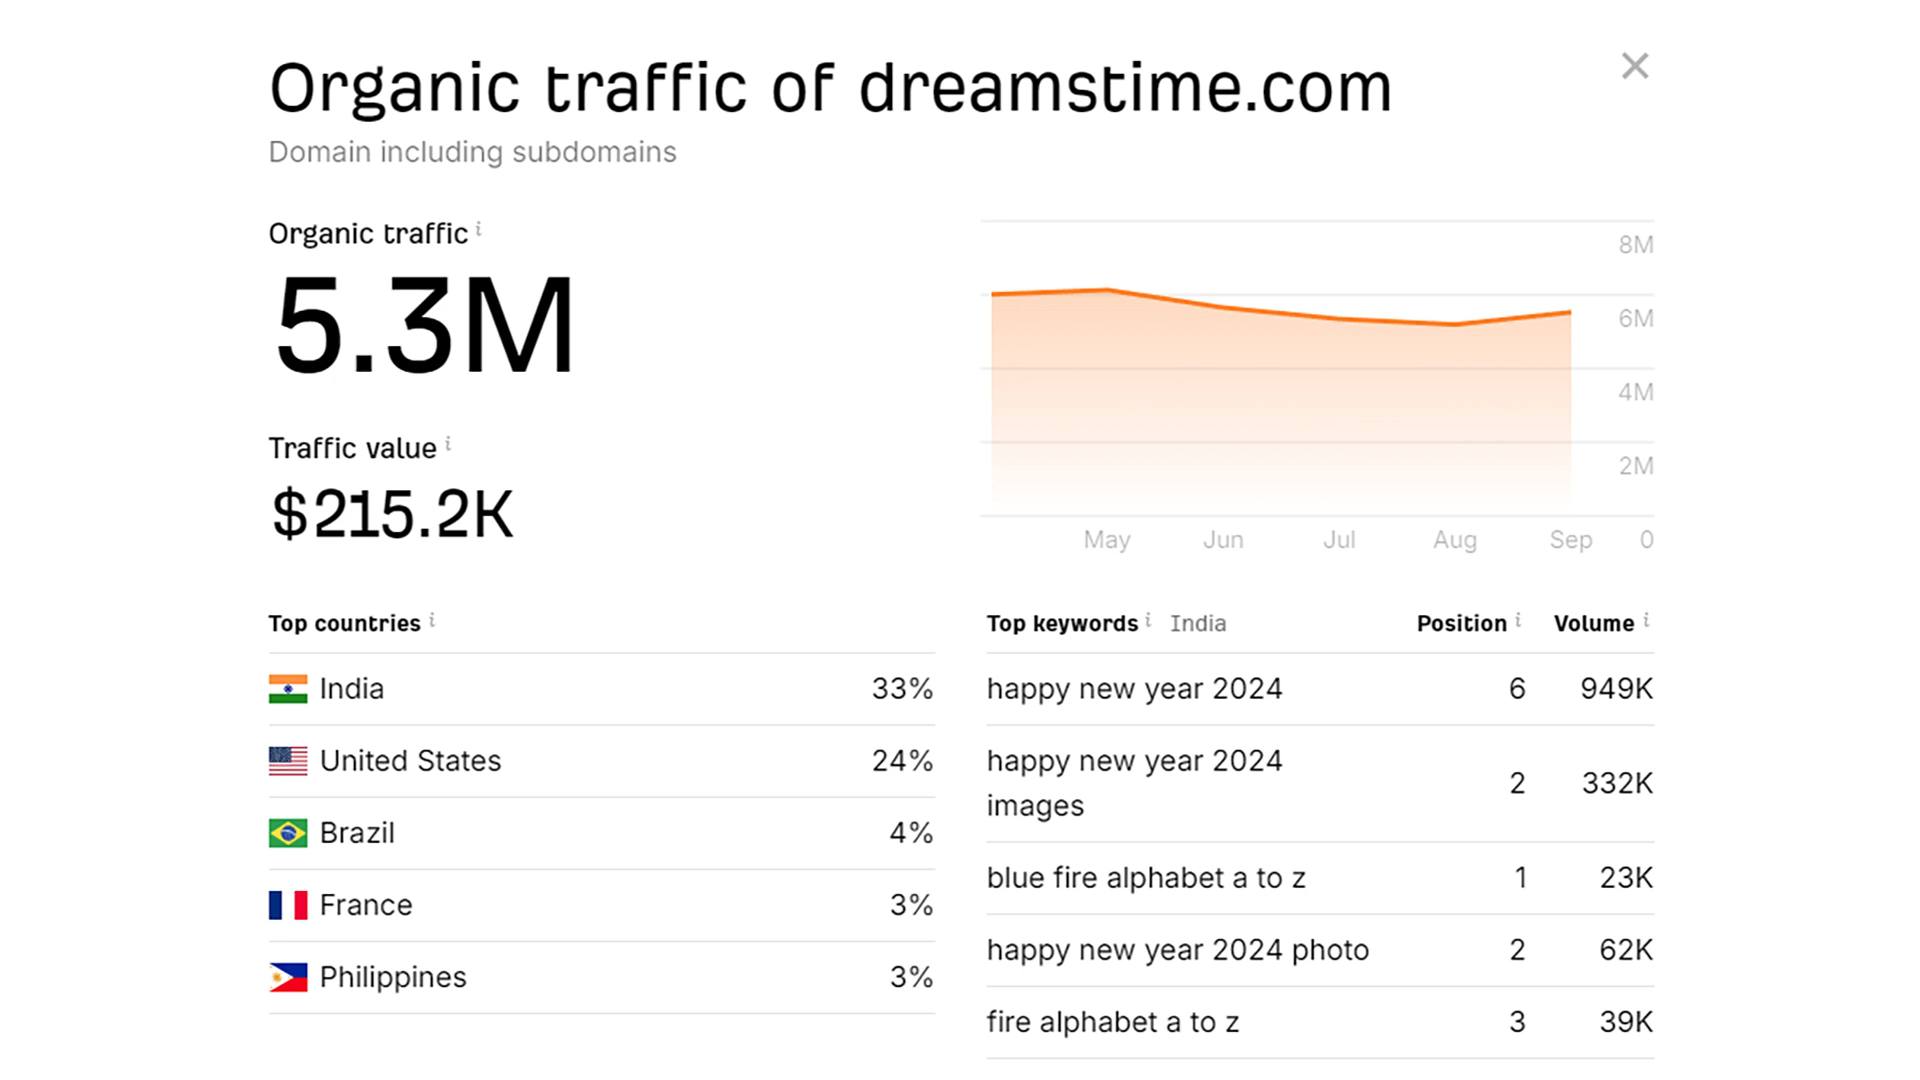 Organic traffic of dreamstime.com
Domain including subdomains
Organic traffic i
5.3M
Traffic value i
$215.2K
8M
6M
4M
2M
May Jun Jul Aug Sep 0
Top countries i
India 33%
United States 24%
Brazil 4%
France 3%
Philippines 3%
Top keywords i India Position i Volume i
happy new year 2024 6 949K
happy new year 2024
images 2 332K
blue fire alphabet a to z 1 23K
happy new year 2024 photo 2 62K
fire alphabet a to z 3 39K